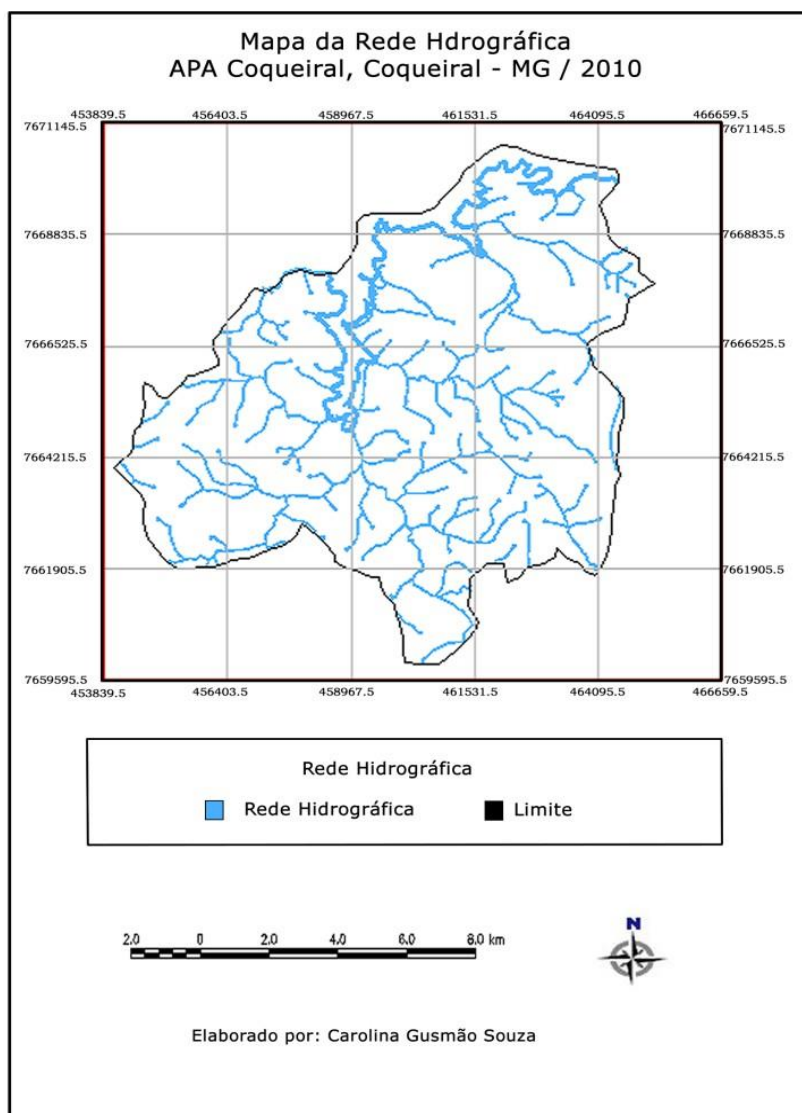 Mapa da Rede Hdrográfica
APA Coqueiral, Coqueiral - MG / 2010
453839.5 456403.5 458967.5 461531.5 464095.5 466659.5
7671145.5 7671145.5
7668835.5 7668835.5
7666525.5 7666525.5
7664215.5 7664215.5
7661905.5 7661905.5
7659595.5 7659595.5
453839.5 456403.5 458967.5 461531.5 464095.5 466659.5
Rede Hidrográfica
Rede Hidrográfica Limite
N
2.0 0 2.0 4.0 6.0 8.0 km
Elaborado por: Carolina Gusmão Souza